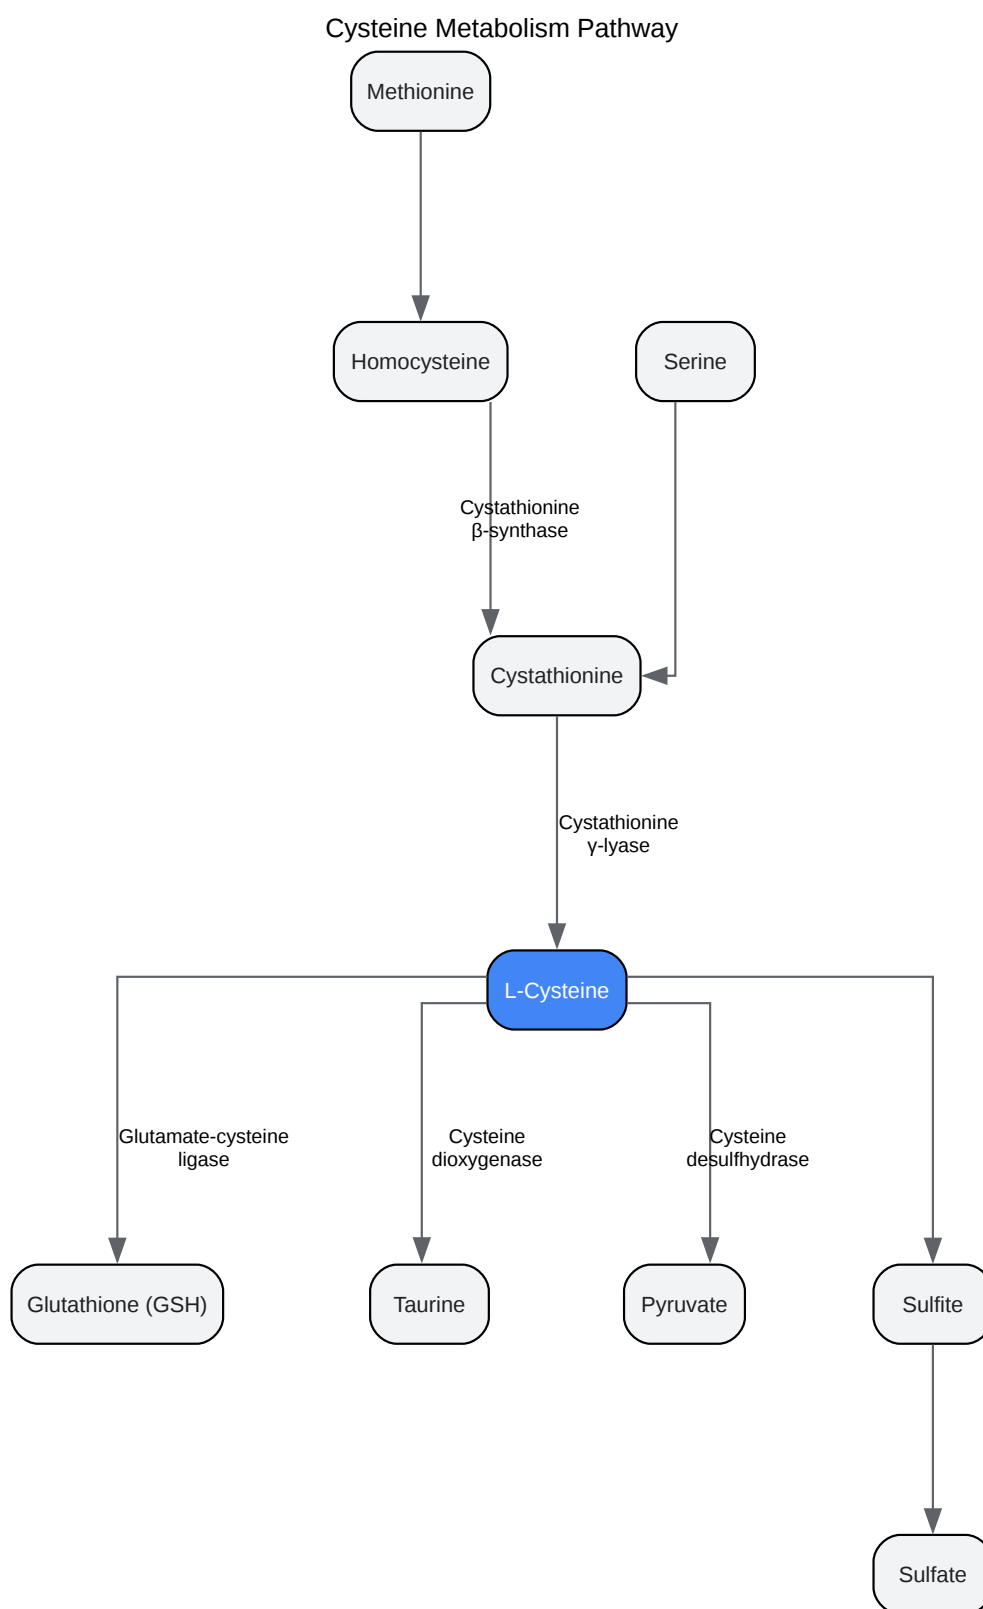 Cysteine Metabolism Pathway
Methionine
Homocysteine
Serine
Cystathionine
β-synthase
Cystathionine
Cystathionine
γ-lyase
L-Cysteine
Glutamate-cysteine
ligase
Cysteine
dioxygenase
Cysteine
desulfhydrase
Glutathione (GSH)
Taurine
Pyruvate
Sulfite
Sulfate